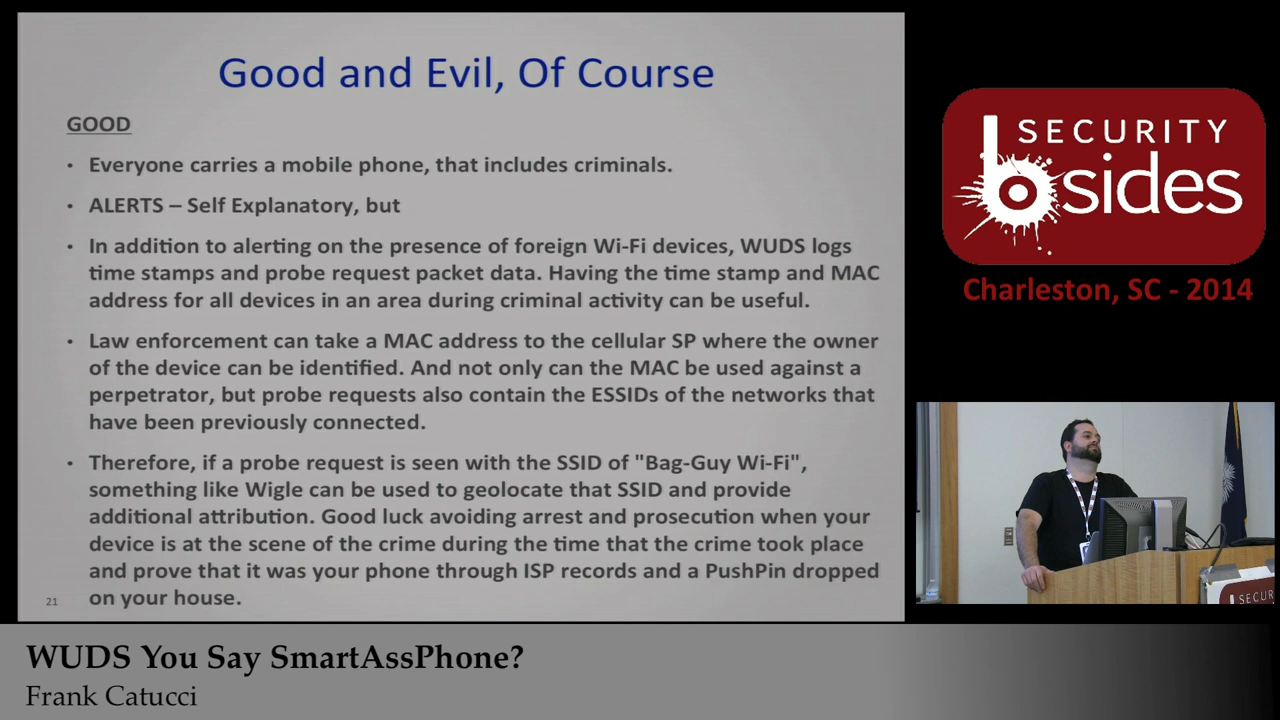 Good and Evil, Of Course
GOOD
• Everyone carries a mobile phone, that includes criminals.
• ALERTS – Self Explanatory, but
• In addition to alerting on the presence of foreign Wi-Fi devices, WUDS logs
time stamps and probe request packet data. Having the time stamp and MAC
address for all devices in an area during criminal activity can be useful.
• Law enforcement can take a MAC address to the cellular SP where the owner
of the device can be identified. And not only can the MAC be used against a
perpetrator, but probe requests also contain the ESSIDs of the networks that
have been previously connected.
• Therefore, if a probe request is seen with the SSID of "Bag-Guy Wi-Fi",
something like Wigle can be used to geolocate that SSID and provide
additional attribution. Good luck avoiding arrest and prosecution when your
device is at the scene of the crime during the time that the crime took place
and prove that it was your phone through ISP records and a PushPin dropped
on your house.
21
SECURITY
bsides
Charleston, SC - 2014
SECUR
WUDS You Say SmartAssPhone?
Frank Catucci